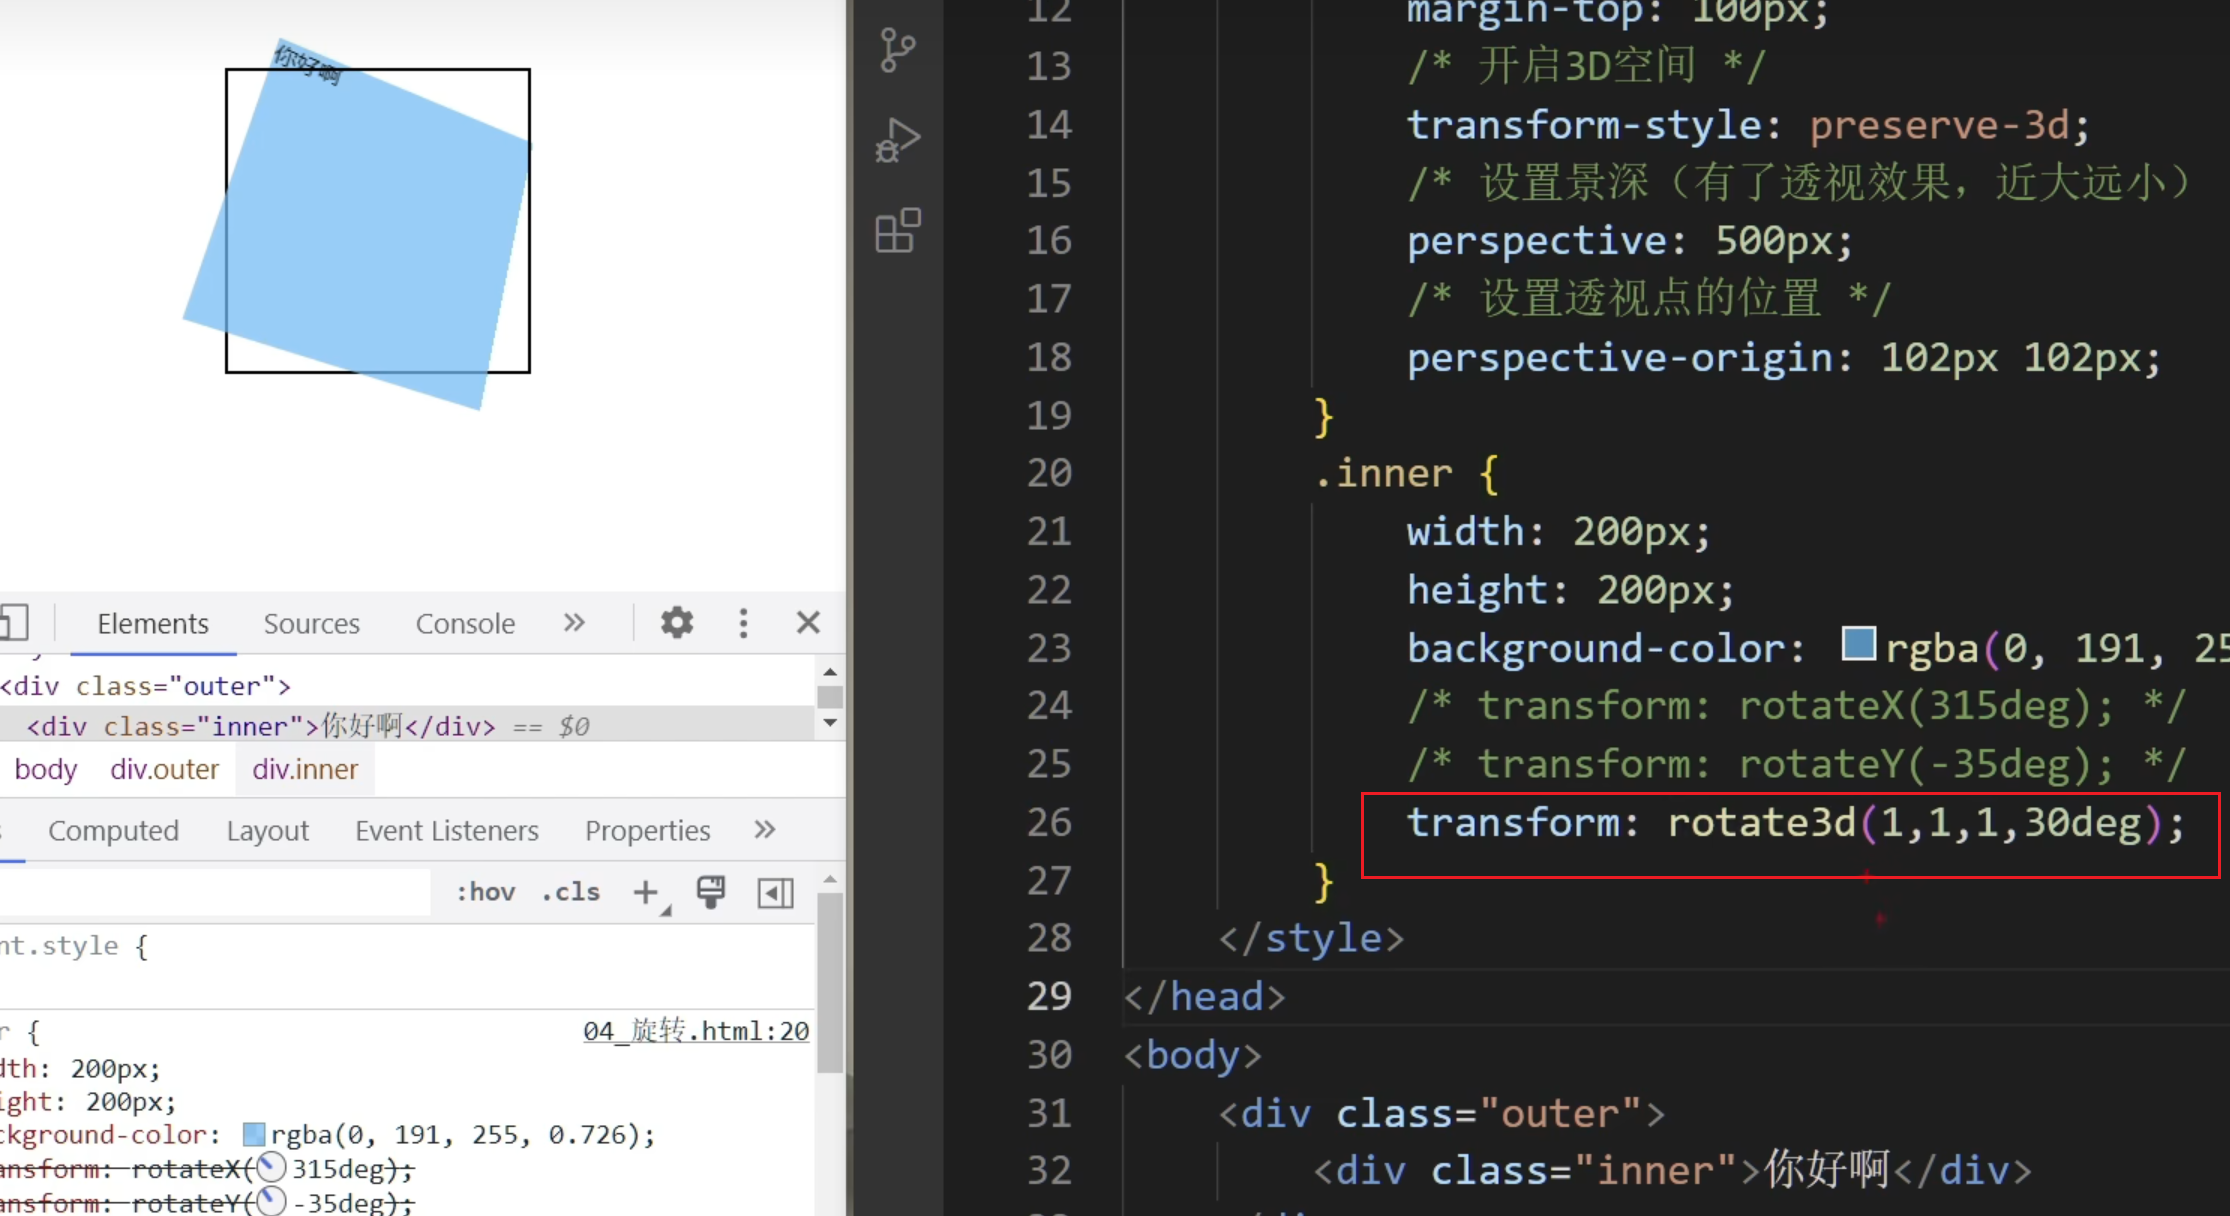 你好啊
Elements Sources Console »
<div class="outer">
<div class="inner">你好啊</div> == $0
body div.outer div.inner
Computed Layout Event Listeners Properties »
:hov .cls +
nt.style {
r {
04_旋转.html:20
dth: 200px;
ight: 200px;
ckground-color: rgba(0, 191, 255, 0.726);
ansform: rotateX( 315deg);
ansform: rotateY( -35deg);
12 margin-top: 100px;
13 /* 开启3D空间 */
14 transform-style: preserve-3d;
15 /* 设置景深（有了透视效果，近大远小）
16 perspective: 500px;
17 /* 设置透视点的位置 */
18 perspective-origin: 102px 102px;
19 }
20 .inner {
21 width: 200px;
22 height: 200px;
23 background-color: rgba(0, 191, 25
24 /* transform: rotateX(315deg); */
25 /* transform: rotateY(-35deg); */
26 transform: rotate3d(1,1,1,30deg);
27 }
28 </style>
29 </head>
30 <body>
31 <div class="outer">
32 <div class="inner">你好啊</div>